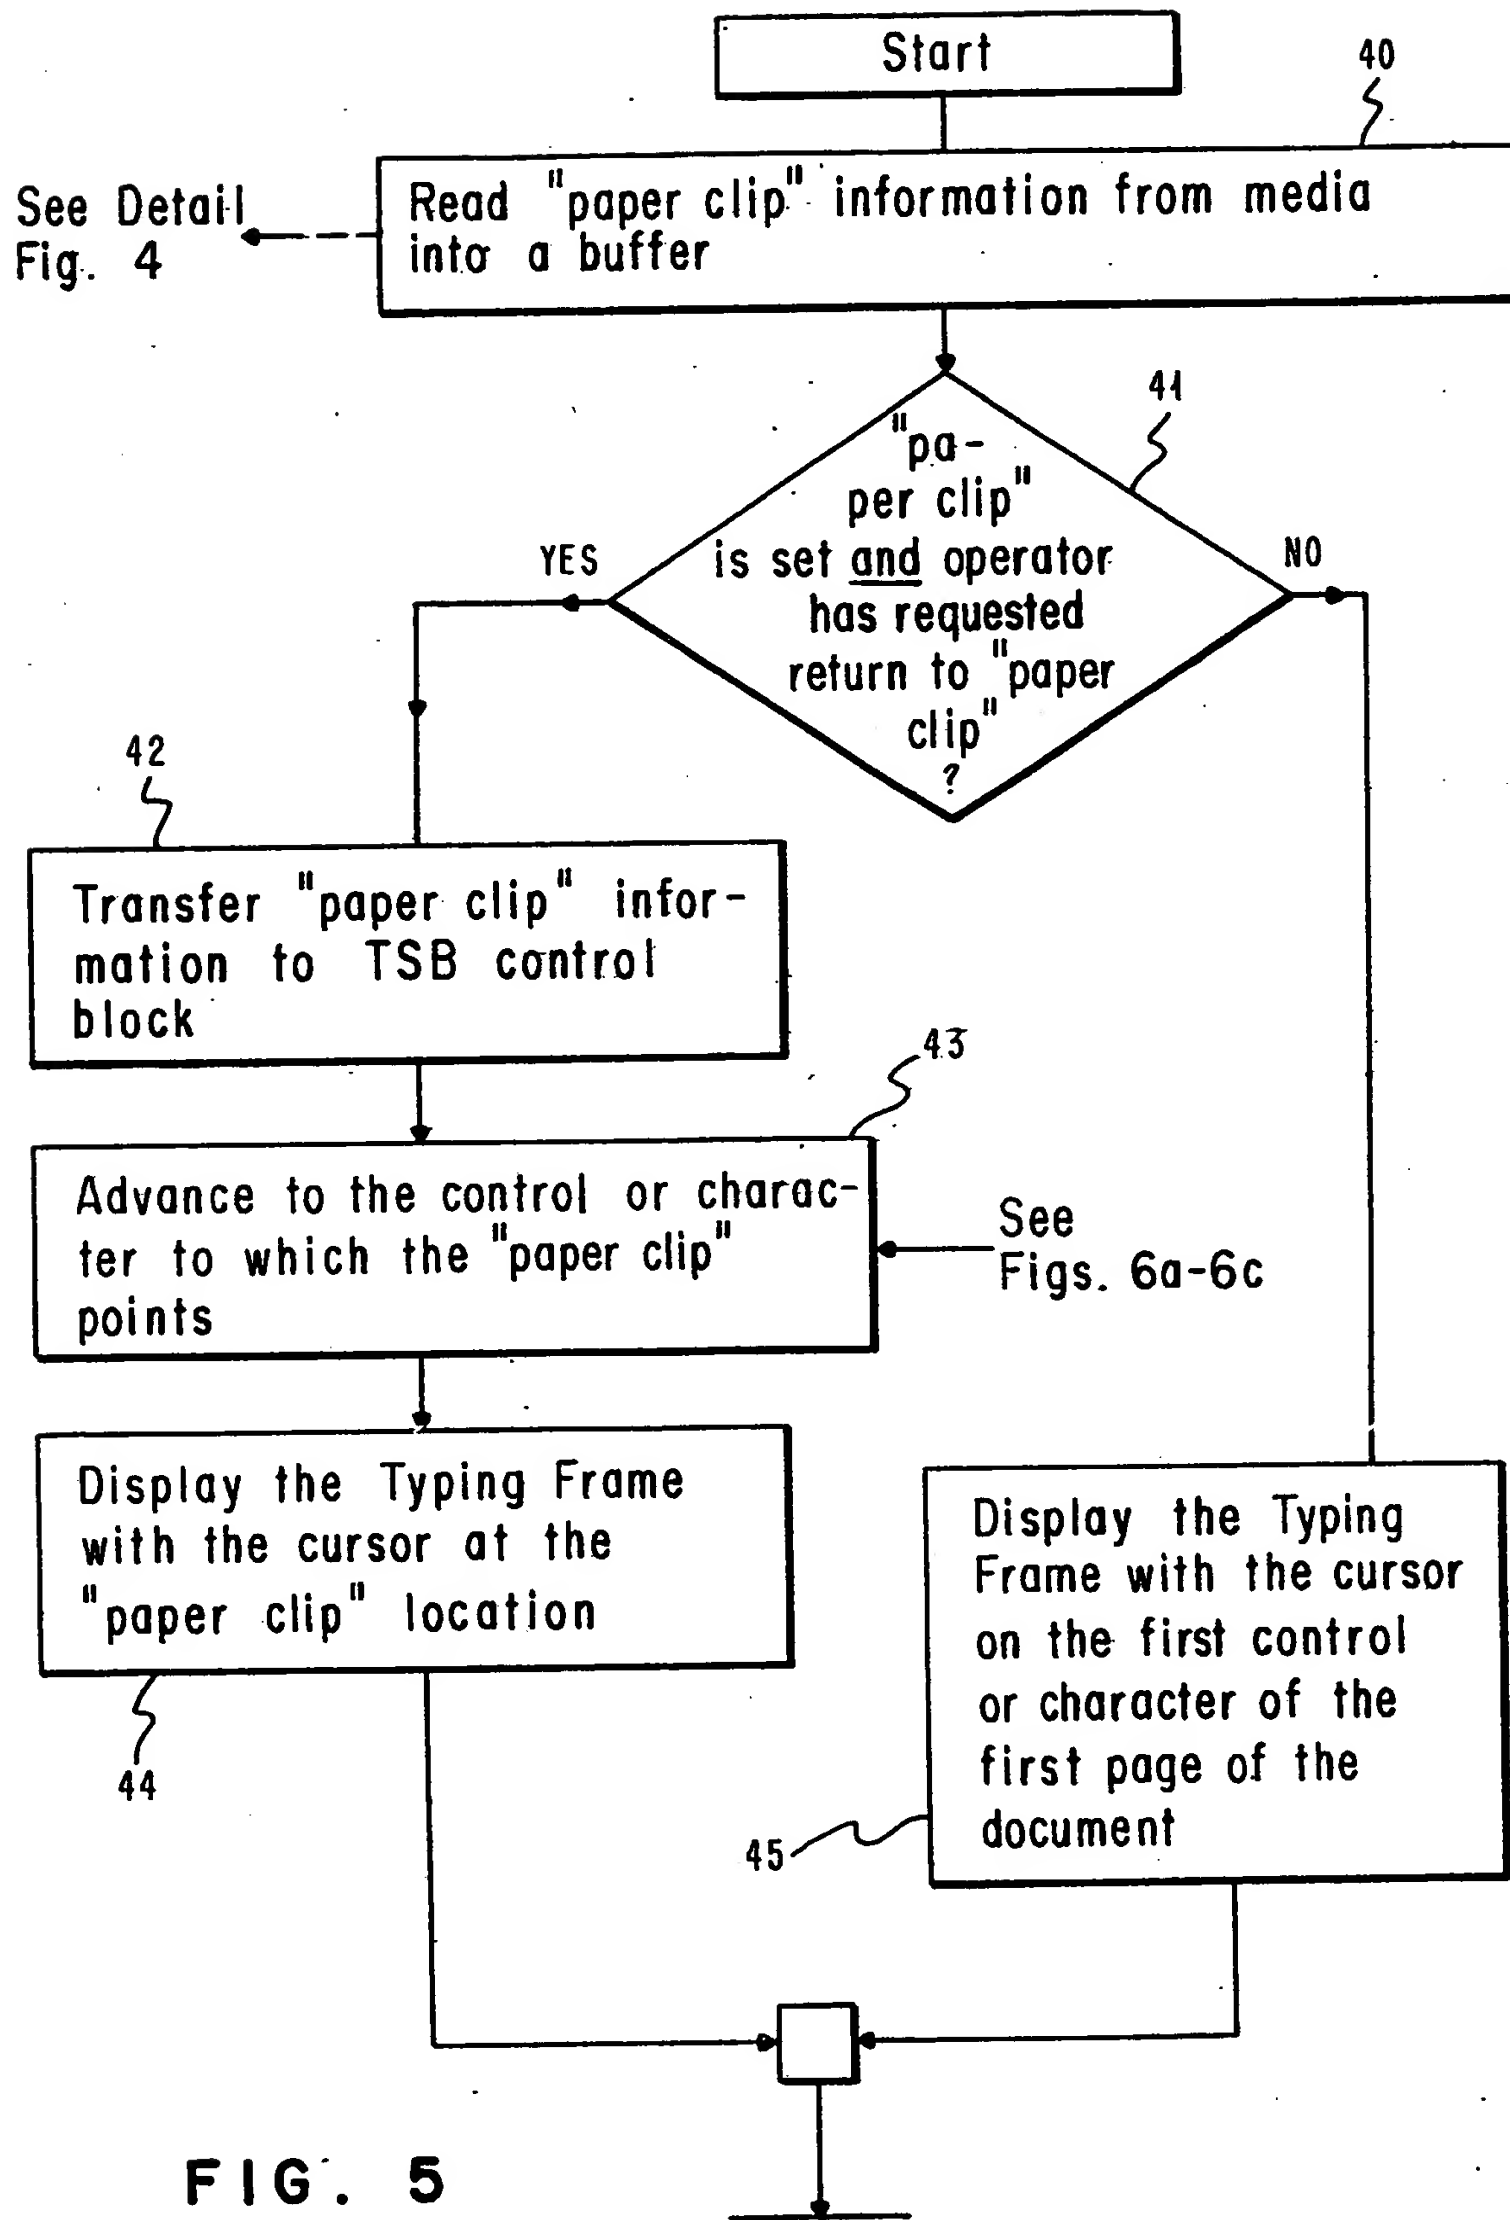 Start
40
See Detail
Fig. 4
Read "paper clip" information from media
into a buffer
41
"pa-
per clip"
is set and operator
has requested
return to "paper
clip"
?
YES
NO
42
Transfer "paper clip" infor-
mation to TSB control
block
43
Advance to the control or charac-
ter to which the "paper clip"
points
See
Figs. 6a-6c
Display the Typing Frame
with the cursor at the
"paper clip" location
44
Display the Typing
Frame with the cursor
on the first control
or character of the
first page of the
document
45
FIG. 5